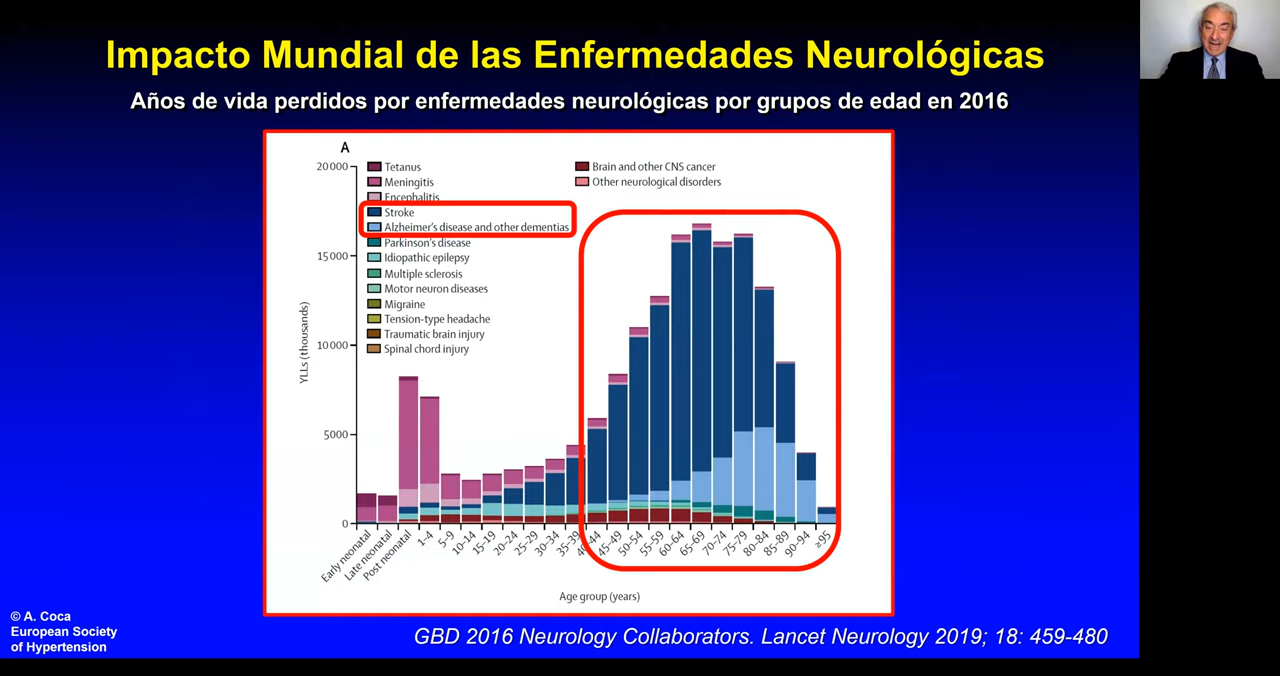 Impacto Mundial de las Enfermedades Neurológicas
Años de vida perdidos por enfermedades neurológicas por grupos de edad en 2016
A
20 000
15 000
10 000
5000
0
YLLs (thousands)
Tetanus
Meningitis
Encephalitis
Stroke
Alzheimer's disease and other dementias
Parkinson's disease
Idiopathic epilepsy
Multiple sclerosis
Motor neuron diseases
Migraine
Tension-type headache
Traumatic brain injury
Spinal chord injury
Brain and other CNS cancer
Other neurological disorders
Early neonatal
Late neonatal
Post neonatal
1–4
5–9
10–14
15–19
20–24
25–29
30–34
35–39
40–44
45–49
50–54
55–59
60–64
65–69
70–74
75–79
80–84
85–89
90–94
≥95
Age group (years)
© A. Coca
European Society
of Hypertension
GBD 2016 Neurology Collaborators. Lancet Neurology 2019; 18: 459-480